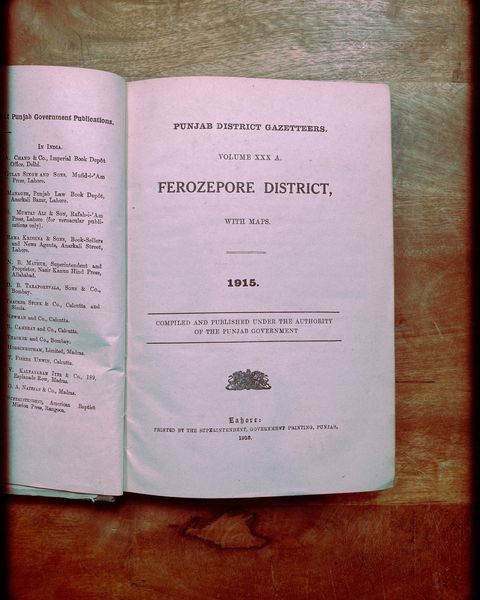 Punjab Government Publications.
In India.
Chand & Co., Imperial Book Depôt
Office, Delhi.
Singh and Sons, Mufid-i-'Am
Press, Lahore.
Manager, Punjab Law Book Depôt,
Anarkali Bazar, Lahore.
Mumtaz Ali & Son, Rafah-i-'Am
Press, Lahore (for vernacular publi-
cations only).
Rama Krishna & Sons, Book-Sellers
and News Agents, Anarkali Street,
Lahore.
N. B. Mathur, Superintendent and
Proprietor, Nazir Kanun Hind Press,
Allahabad.
D. B. Taraporevala, Sons & Co.,
Bombay.
Thacker Spink & Co., Calcutta and
Simla.
Newman and Co., Calcutta.
Cambray and Co., Calcutta.
Thacker and Co., Bombay.
Higginbotham, Limited, Madras.
T. Fisher Unwin, Calcutta.
V. Kalyanaram Iyer & Co., 189,
Esplanade Row, Madras.
G. A. Natesan & Co., Madras.
Superintendent, American Baptist
Mission Press, Rangoon.
PUNJAB DISTRICT GAZETTEERS.
VOLUME XXX A.
FEROZEPORE DISTRICT,
WITH MAPS.
1915.
COMPILED AND PUBLISHED UNDER THE AUTHORITY
OF THE PUNJAB GOVERNMENT
Lahore:
PRINTED BY THE SUPERINTENDENT, GOVERNMENT PRINTING, PUNJAB,
1916.